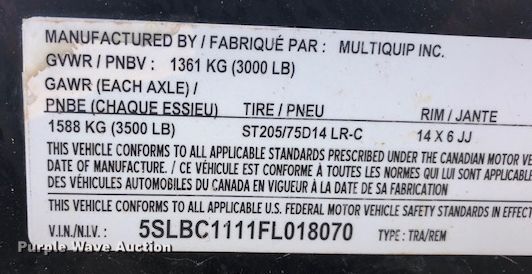 MANUFACTURED BY / FABRIQUÉ PAR : MULTIQUIP INC.
GVWR / PNBV : 1361 KG (3000 LB)
GAWR (EACH AXLE) /
PNBE (CHAQUE ESSIEU) TIRE / PNEU RIM / JANTE
1588 KG (3500 LB) ST205/75D14 LR-C 14 X 6 JJ
THIS VEHICLE CONFORMS TO ALL APPLICABLE STANDARDS PRESCRIBED UNDER THE CANADIAN MOTOR
DATE OF MANUFACTURE. / CE VÉHICULE EST CONFORME À TOUTES LES NORMES QUI LUI
DES VÉHICULES AUTOMOBILES DU CANADA EN VIGUEUR À LA DATE DE SA FABRICATION
THIS VEHICLE CONFORMS TO ALL APPLICABLE U.S. FEDERAL MOTOR VEHICLE SAFETY STANDARDS IN
V.I.N./N.I.V. : 5SLBC1111FL018070 TYPE : TRA/REM
Purple Wave Auction